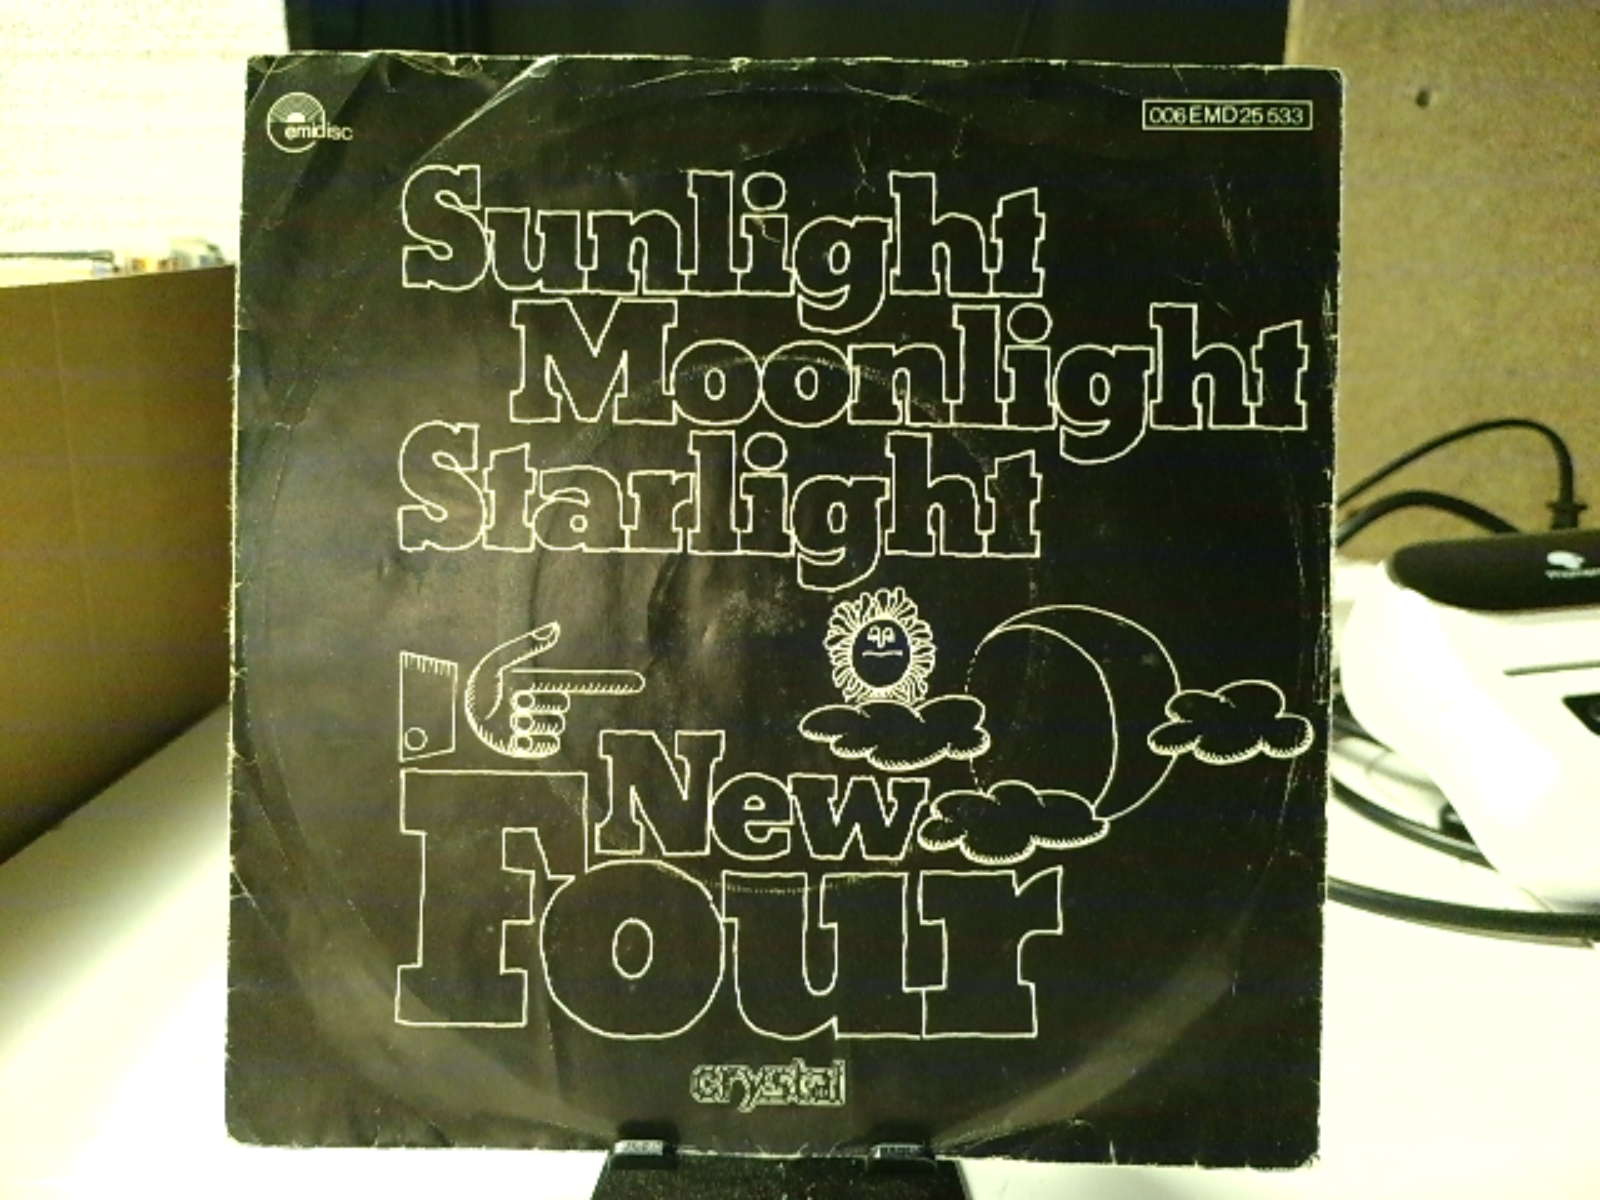 emidisc
006 EMD 25 533
Sunlight
Moonlight
Starlight
New
Four
crystal